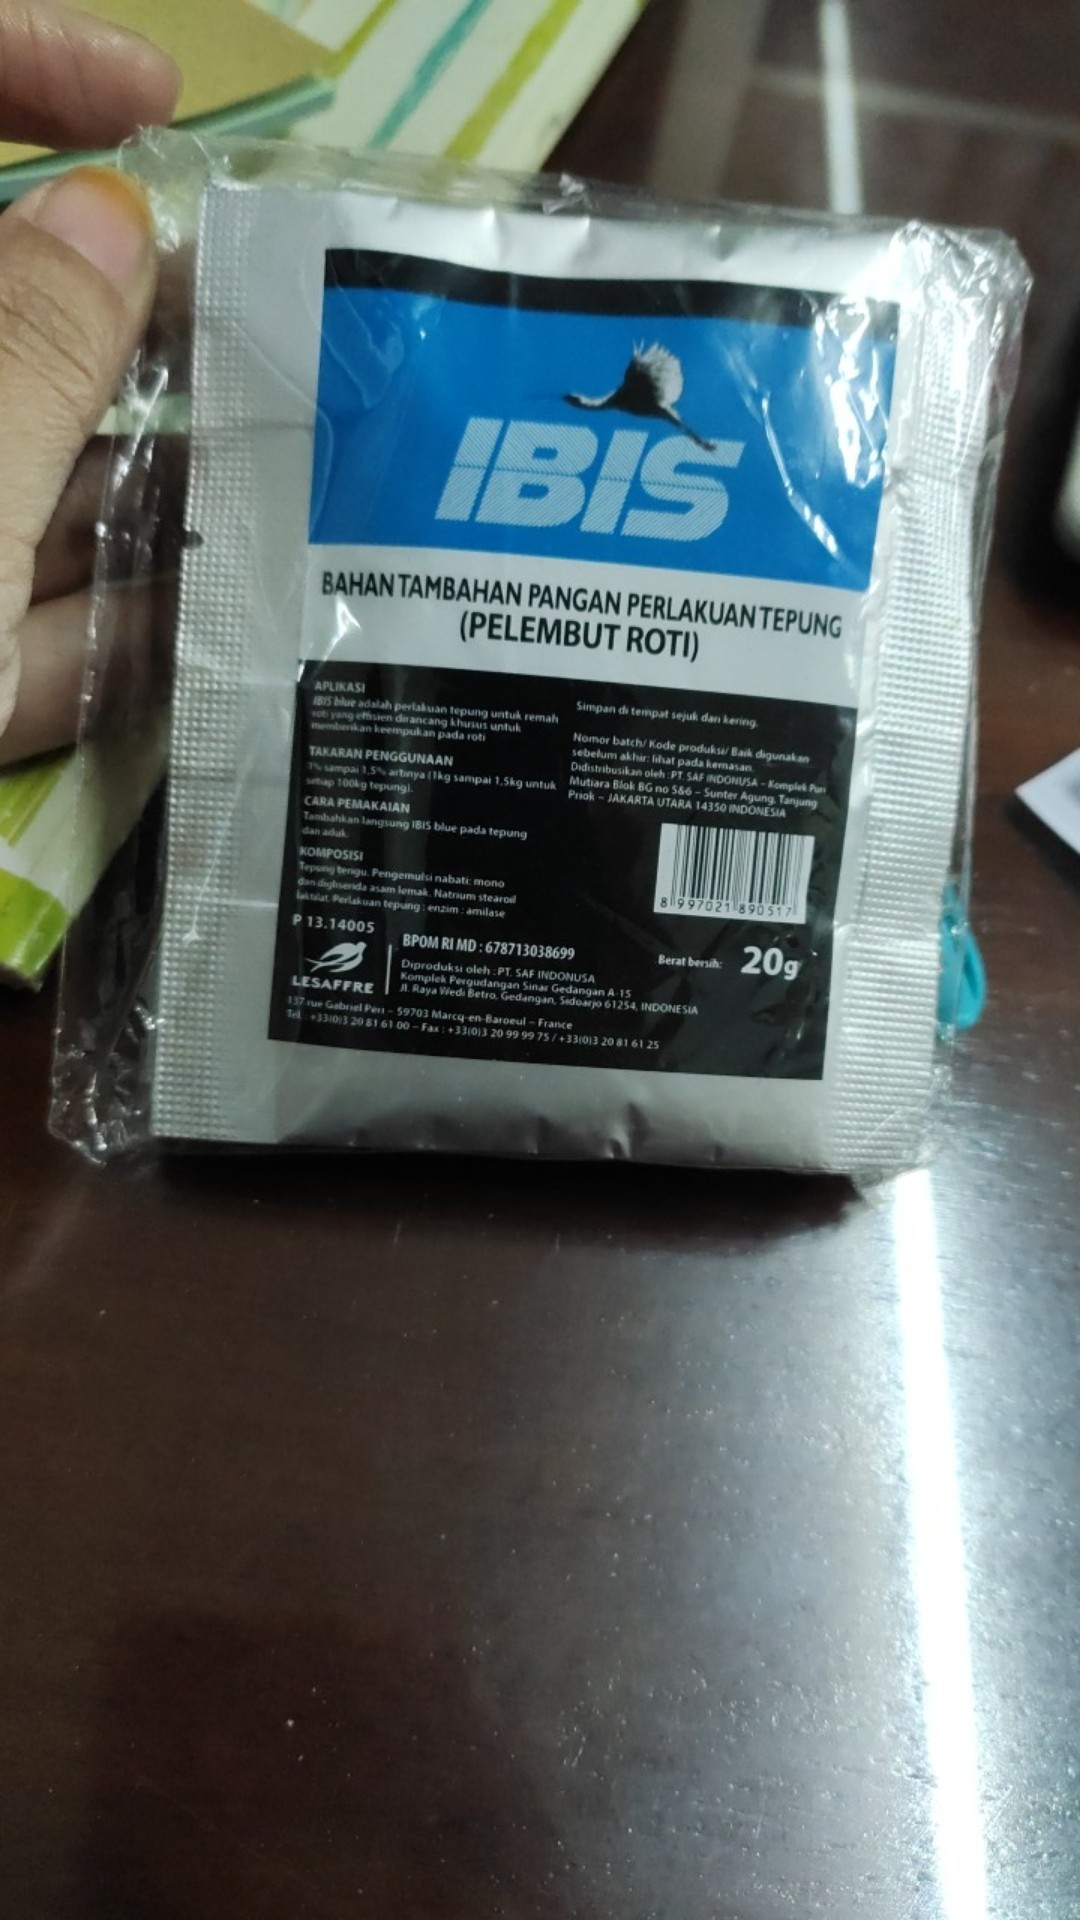 IBIS
BAHAN TAMBAHAN PANGAN PERLAKUAN TEPUNG
(PELEMBUT ROTI)
APLIKASI
IBIS blue adalah perlakuan tepung untuk remah
roti yang effisien dirancang khusus untuk
memberikan keempukan pada roti
TAKARAN PENGGUNAAN
1% sampai 1,5% artinya (1kg sampai 1,5kg untuk
setiap 100kg tepung).
CARA PEMAKAIAN
Tambahkan langsung IBIS blue pada tepung
dan aduk.
KOMPOSISI
Tepung terigu. Pengemulsi nabati: mono
dan digliserida asam lemak. Natrium stearoil
laktilat. Perlakuan tepung : enzim : amilase
P 13.14005
Simpan di tempat sejuk dan kering.
Nomor batch/ Kode produksi/ Baik digunakan
sebelum akhir: lihat pada kemasan.
Didistribusikan oleh : PT. SAF INDONUSA – Komplek Puri
Mutiara Blok BG no 5&6 – Sunter Agung, Tanjung
Priok – JAKARTA UTARA 14350 INDONESIA
8 997021 890517
LESAFFRE
BPOM RI MD : 678713038699
Diproduksi oleh : PT. SAF INDONUSA
Komplek Pergudangan Sinar Gedangan A-15
Jl. Raya Wedi Betro, Gedangan, Sidoarjo 61254, INDONESIA
Berat bersih: 20g
137 rue Gabriel Peri – 59703 Marcq-en-Baroeul – France
Tel. +33(0)3 20 81 61 00 – Fax : +33(0)3 20 99 99 75 / +33(0)3 20 81 61 25